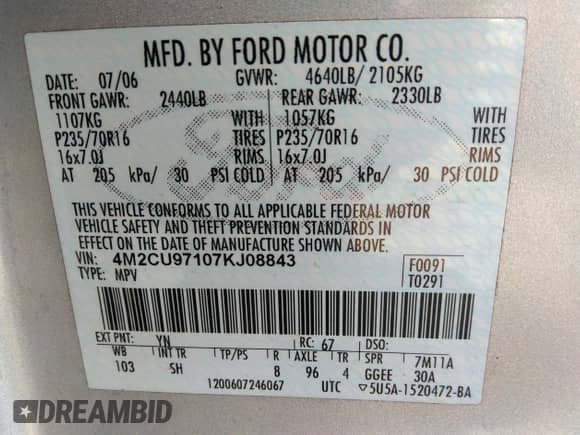 MFD. BY FORD MOTOR CO.
DATE: 07/06 GVWR: 4640LB/ 2105KG
FRONT GAWR: 2440LB REAR GAWR: 2330LB
1107KG WITH 1057KG WITH
P235/70R16 TIRES P235/70R16 TIRES
16x7.0J RIMS 16x7.0J RIMS
AT 205 kPa/ 30 PSI COLD AT 205 kPa/ 30 PSI COLD
Ford
THIS VEHICLE CONFORMS TO ALL APPLICABLE FEDERAL MOTOR
VEHICLE SAFETY AND THEFT PREVENTION STANDARDS IN
EFFECT ON THE DATE OF MANUFACTURE SHOWN ABOVE.
VIN: 4M2CU97107KJ08843 F0091
TYPE: MPV T0291
EXT PNT: YN RC: 67 DSO:
WB INT TR TP/PS R AXLE TR SPR 7M11A
103 5H 8 96 4 GGEE 30A
1200607246067 UTC ▽5U5A-1520472-BA
DREAMBID